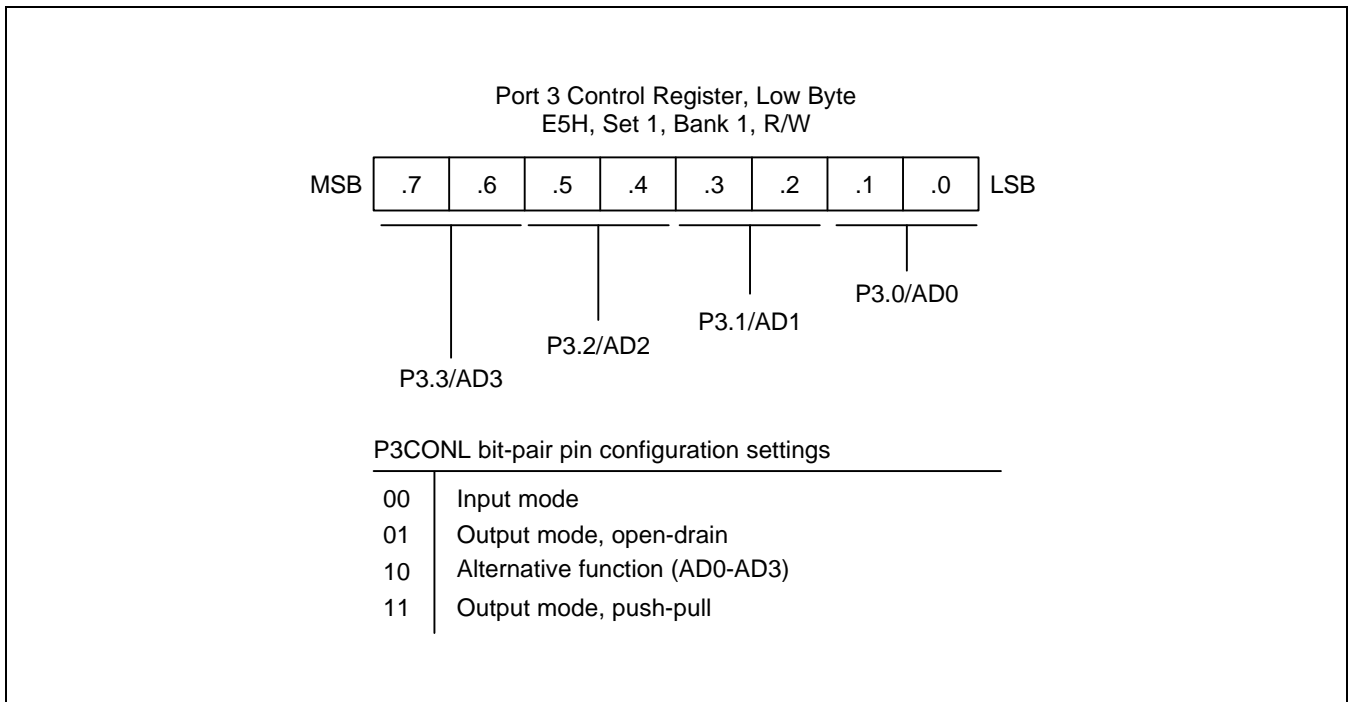 Port 3 Control Register, Low Byte
E5H, Set 1, Bank 1, R/W
MSB .7 .6 .5 .4 .3 .2 .1 .0 LSB
P3.0/AD0
P3.1/AD1
P3.2/AD2
P3.3/AD3
P3CONL bit-pair pin configuration settings
00 Input mode
01 Output mode, open-drain
10 Alternative function (AD0-AD3)
11 Output mode, push-pull